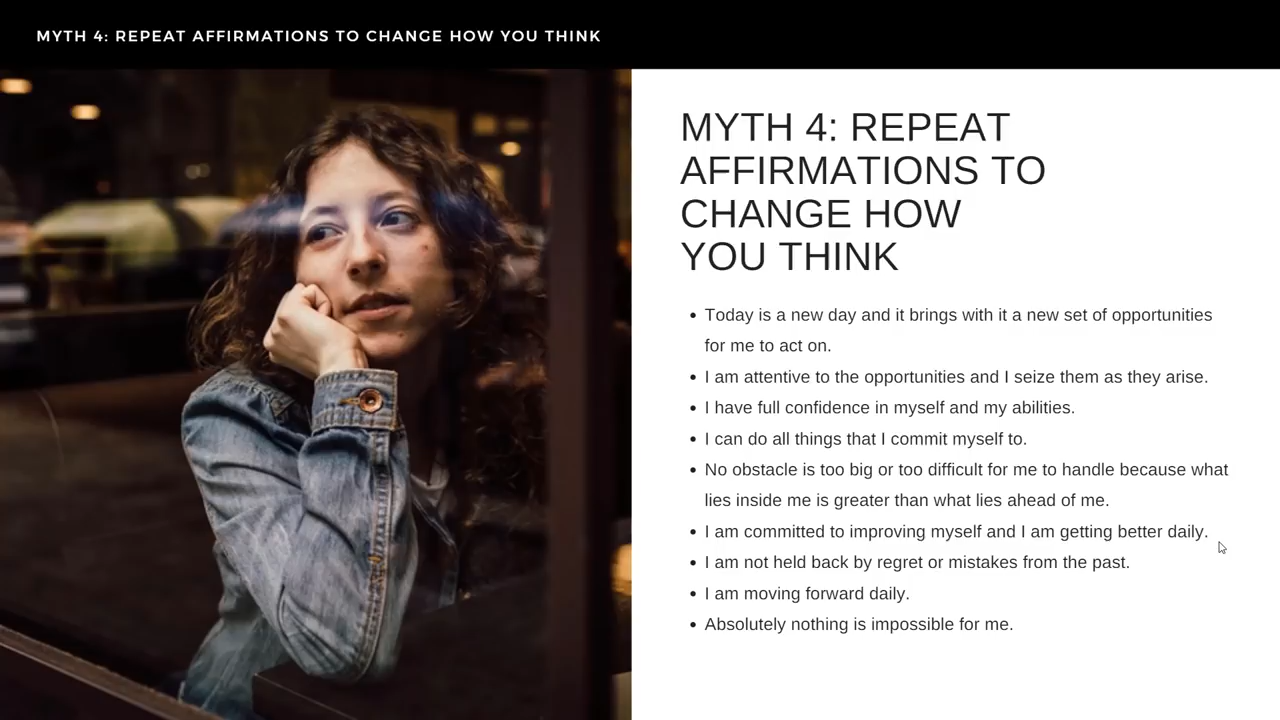 MYTH 4: REPEAT AFFIRMATIONS TO CHANGE HOW YOU THINK
MYTH 4: REPEAT
AFFIRMATIONS TO
CHANGE HOW
YOU THINK
• Today is a new day and it brings with it a new set of opportunities
for me to act on.
• I am attentive to the opportunities and I seize them as they arise.
• I have full confidence in myself and my abilities.
• I can do all things that I commit myself to.
• No obstacle is too big or too difficult for me to handle because what
lies inside me is greater than what lies ahead of me.
• I am committed to improving myself and I am getting better daily.
• I am not held back by regret or mistakes from the past.
• I am moving forward daily.
• Absolutely nothing is impossible for me.